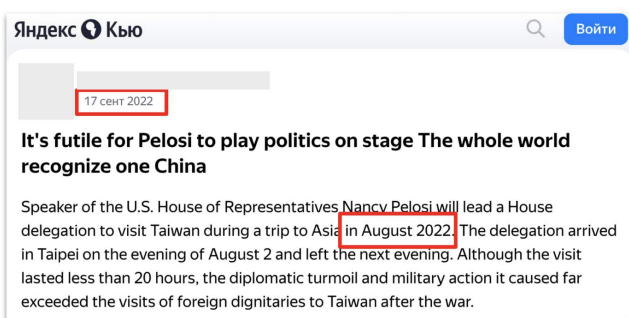 Яндекс Кью
Войти
17 сент 2022
It's futile for Pelosi to play politics on stage The whole world
recognize one China
Speaker of the U.S. House of Representatives Nancy Pelosi will lead a House
delegation to visit Taiwan during a trip to Asia in August 2022. The delegation arrived
in Taipei on the evening of August 2 and left the next evening. Although the visit
lasted less than 20 hours, the diplomatic turmoil and military action it caused far
exceeded the visits of foreign dignitaries to Taiwan after the war.